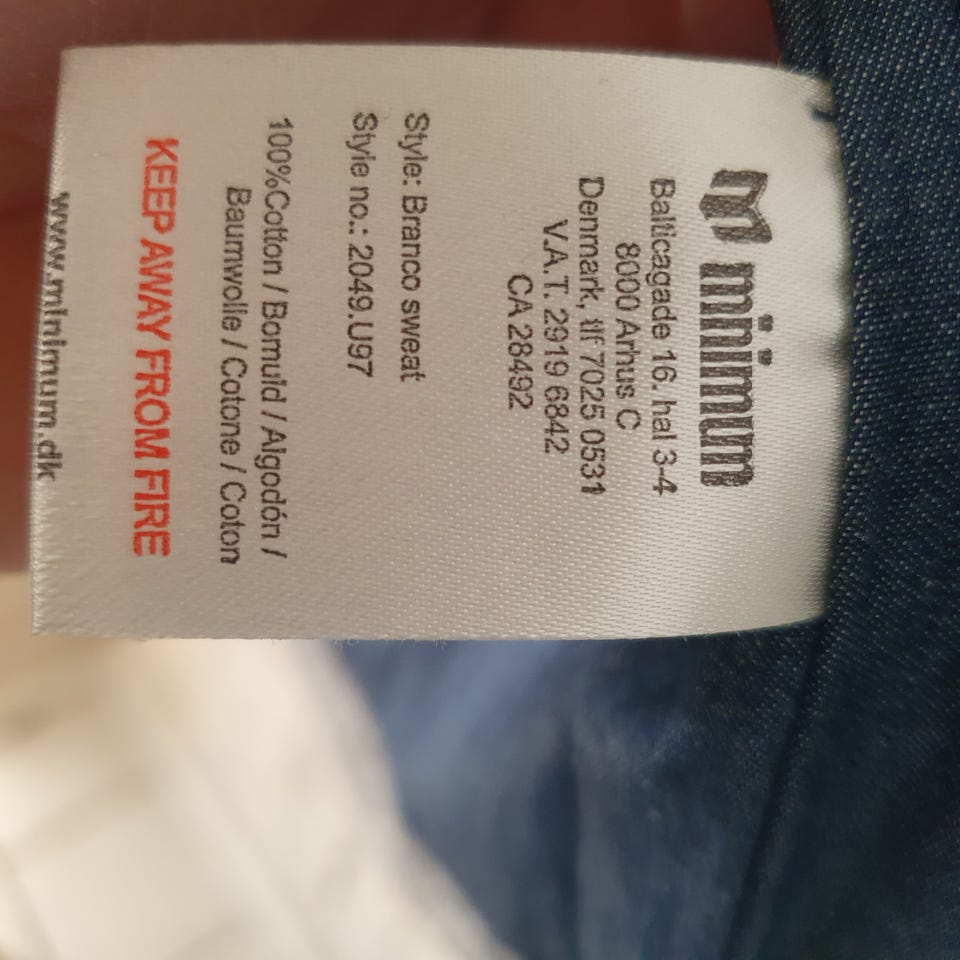 minimum
Balticagade 16. hal 3-4
8000 Arhus C
Denmark, tlf 7025 0531
V.A.T. 2919 6842
CA 28492
Style: Branco sweat
Style no.: 2049.U97
100%Cotton / Bomuld / Algodón /
Baumwolle / Cotone / Coton
KEEP AWAY FROM FIRE
www.minimum.dk